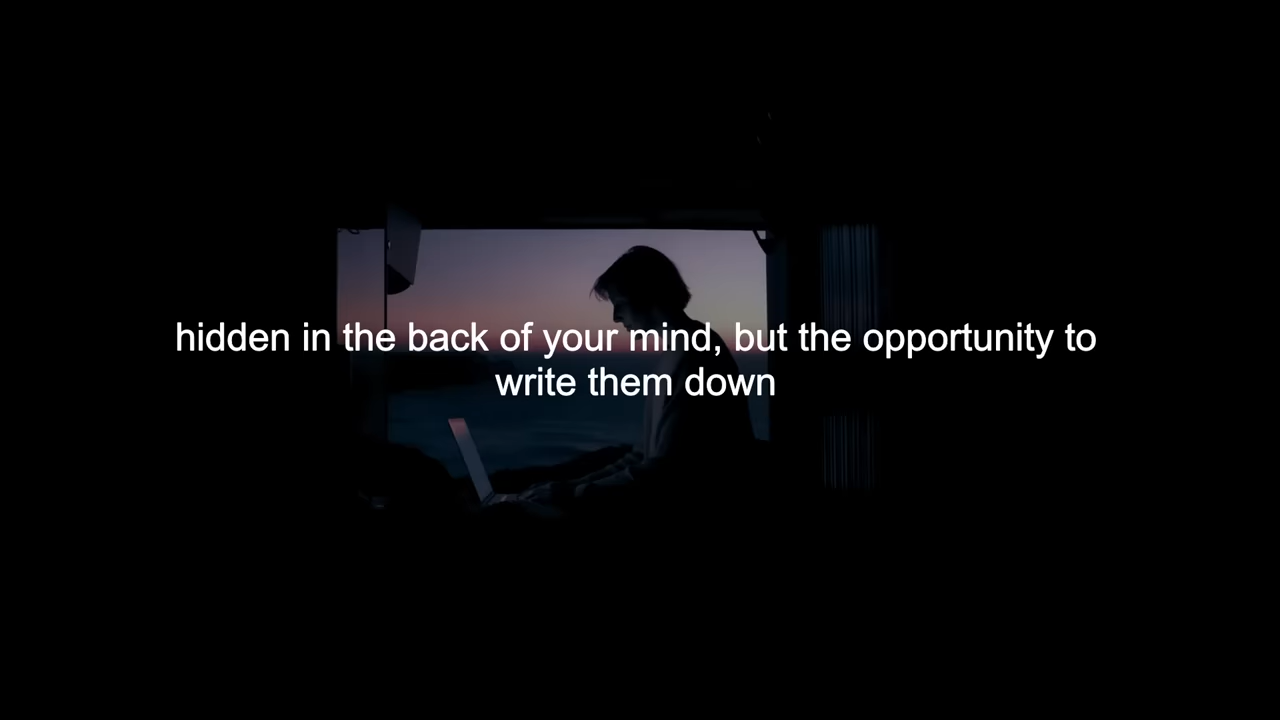 hidden in the back of your mind, but the opportunity to
write them down